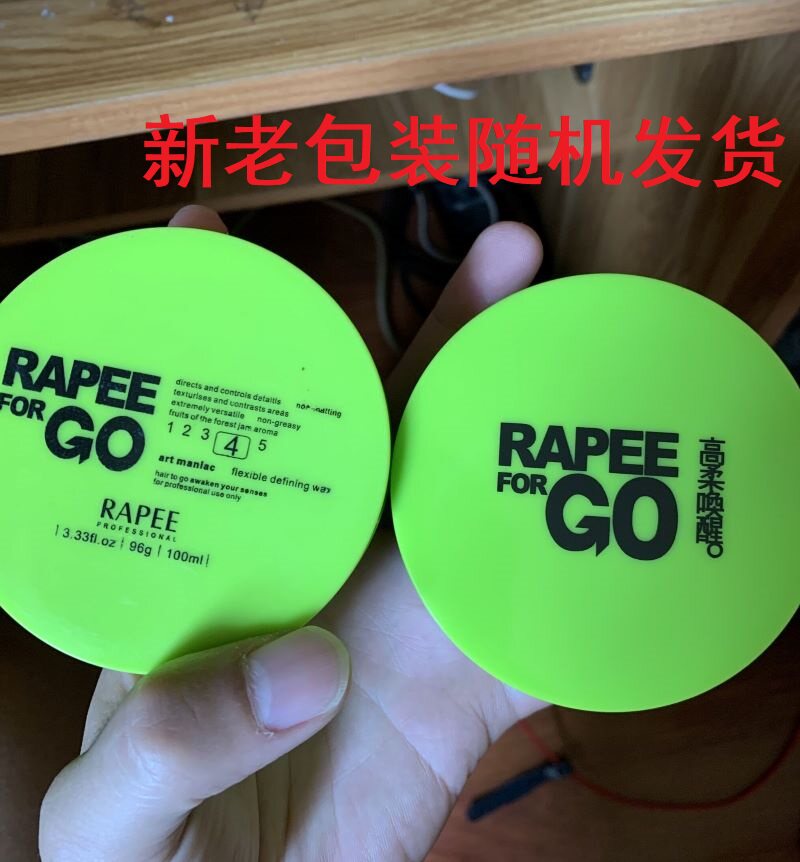 新老包装随机发货
RAPEE
FOR GO
directs and controls detaitls
texturises and contrasts areas
extremely versatile non-greasy
fruits of the forest jam aroma
1 2 3 4 5
art maniac flexible defining wax
hair to go awaken your senses
for professional use only
RAPEE
PROFESSIONAL
3.33fl.oz 96g 100ml
RAPEE
FOR GO
高柔唤醒。